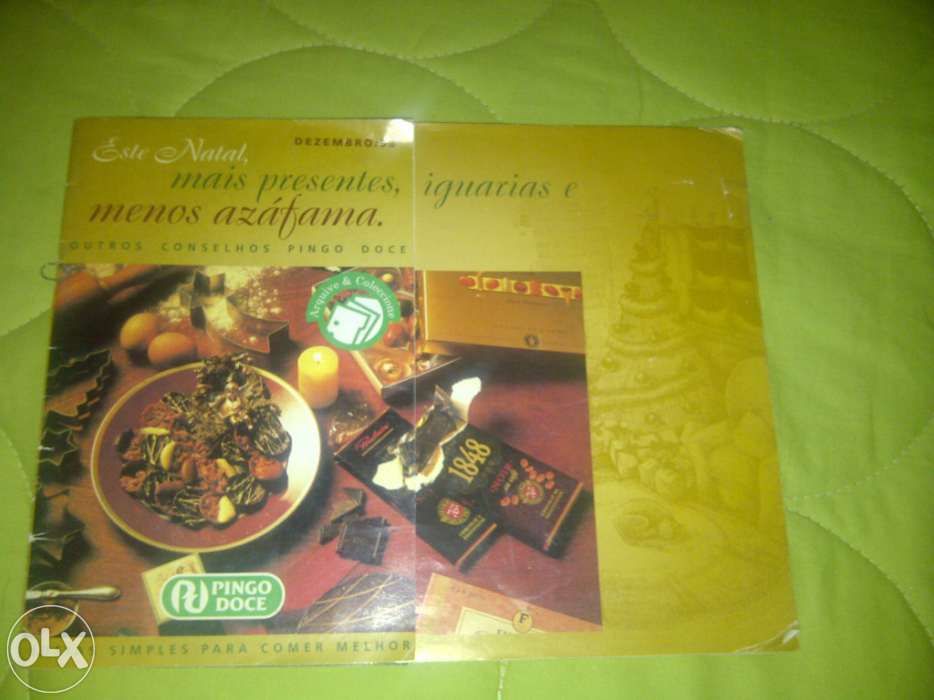 Este Natal,
DEZEMBRO
mais presentes, iguarias e
menos azáfama.
OUTROS CONSELHOS PINGO DOCE
Arquive & Coleccione
1848
NOIR
PINGO
DOCE
F
SIMPLES PARA COMER MELHOR
OLX